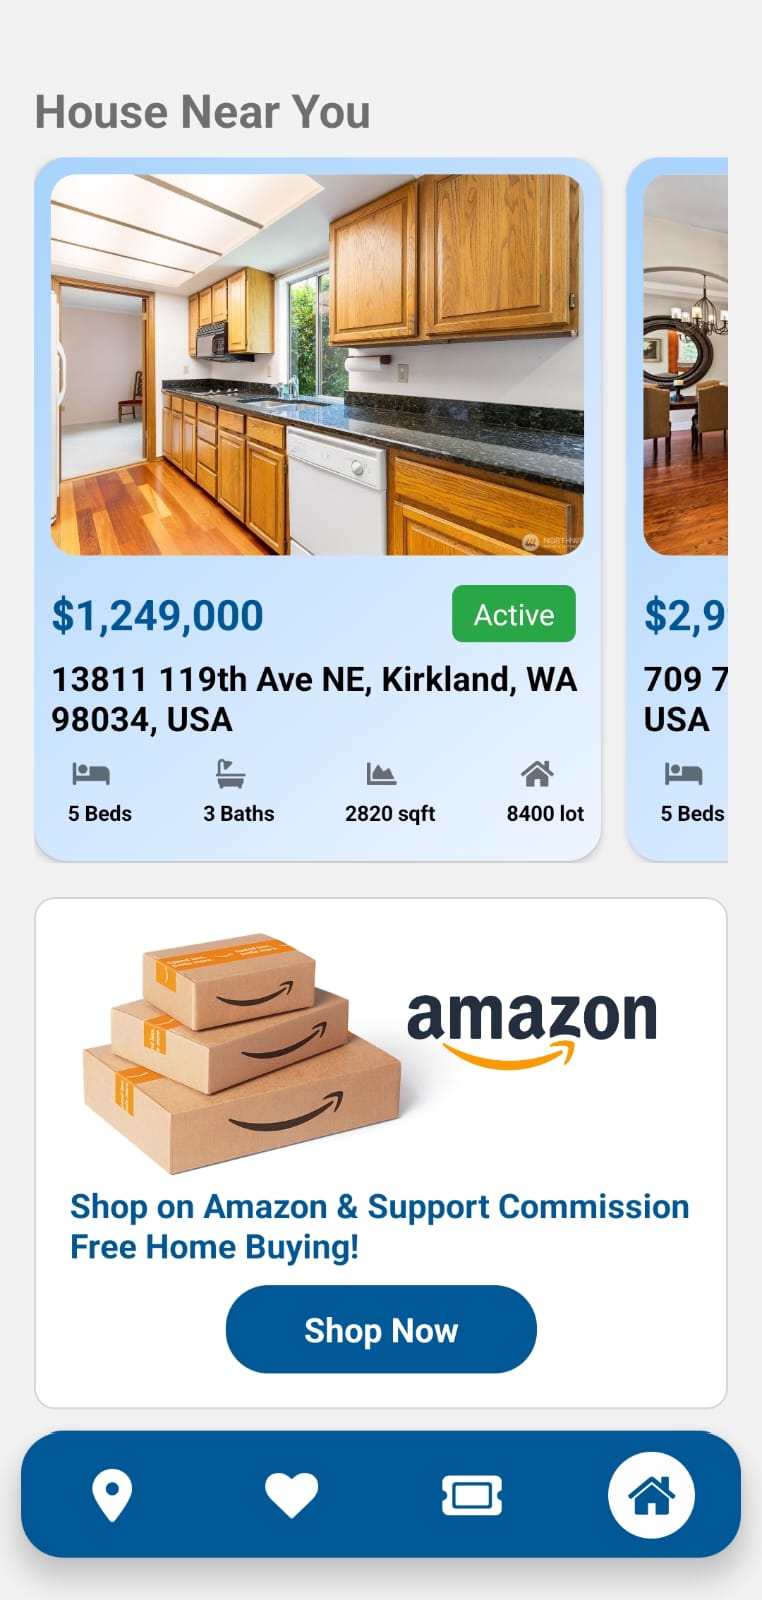 House Near You
$1,249,000
Active
13811 119th Ave NE, Kirkland, WA
98034, USA
5 Beds
3 Baths
2820 sqft
8400 lot
$2,9
709 7
USA
5 Beds
amazon
Shop on Amazon & Support Commission
Free Home Buying!
Shop Now